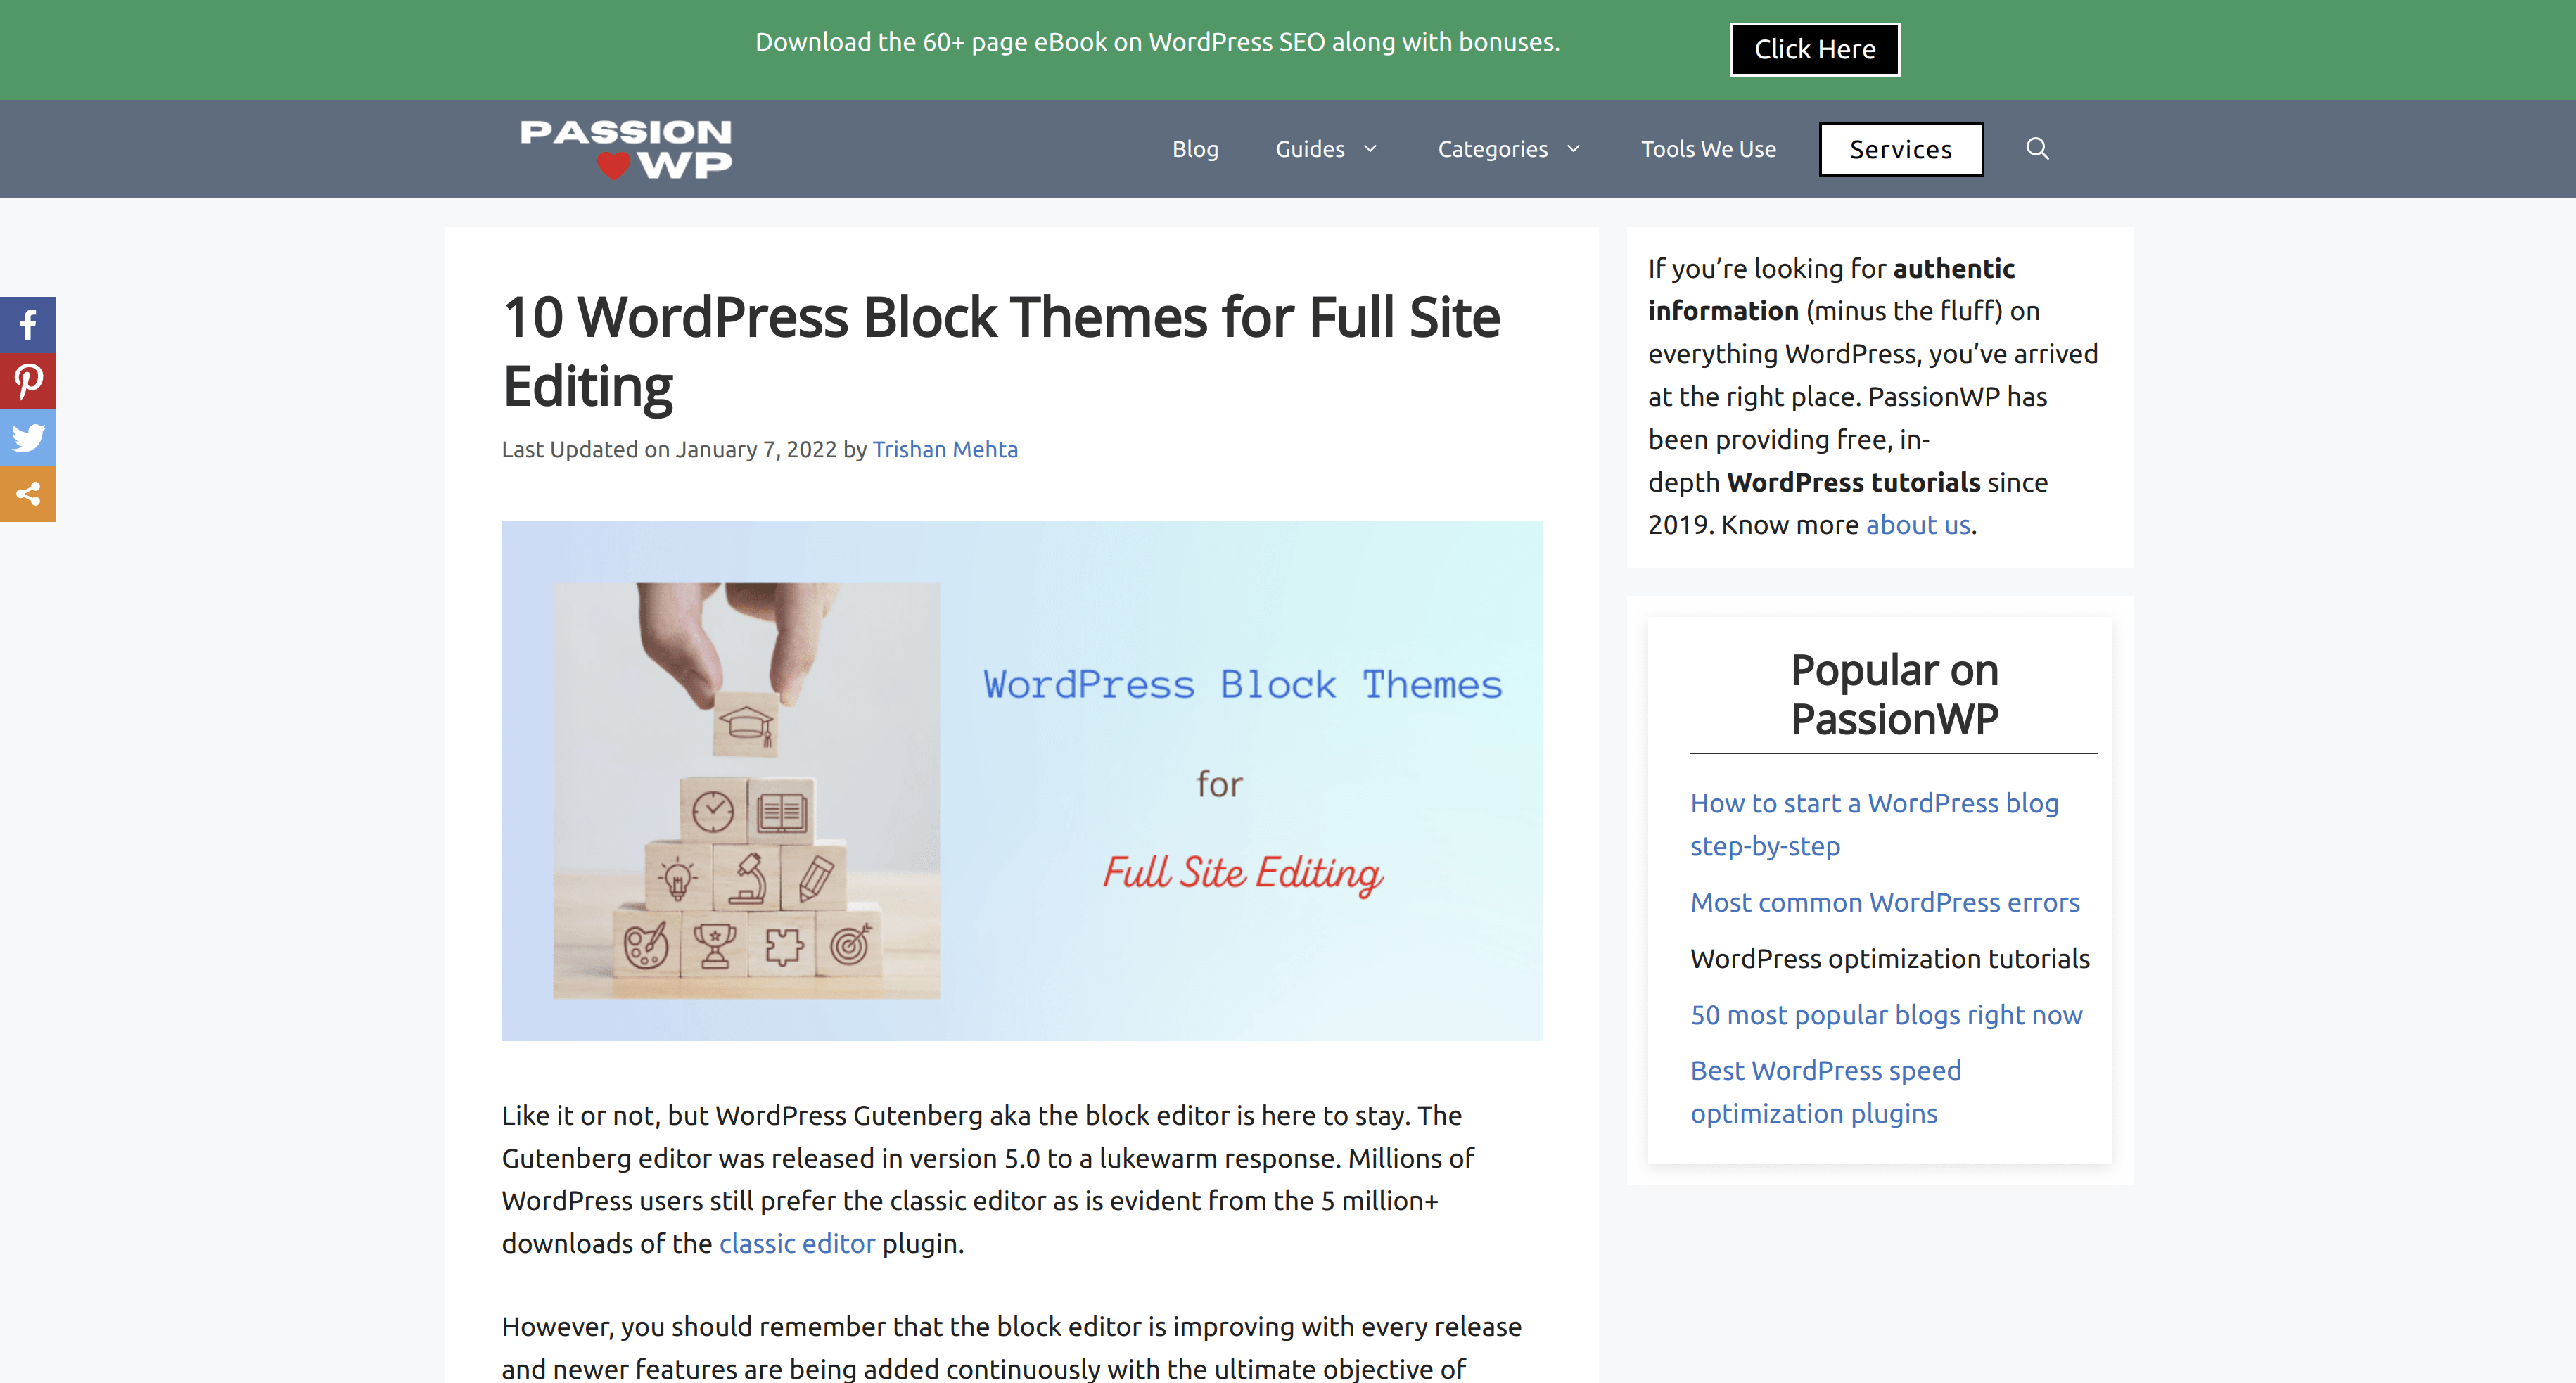 Download the 60+ page eBook on WordPress SEO along with bonuses.
Click Here
PASSION
WP
Blog
Guides
Categories
Tools We Use
Services
10 WordPress Block Themes for Full Site
Editing
Last Updated on January 7, 2022 by Trishan Mehta
WordPress Block Themes
for
Full Site Editing
Like it or not, but WordPress Gutenberg aka the block editor is here to stay. The
Gutenberg editor was released in version 5.0 to a lukewarm response. Millions of
WordPress users still prefer the classic editor as is evident from the 5 million+
downloads of the classic editor plugin.
However, you should remember that the block editor is improving with every release
and newer features are being added continuously with the ultimate objective of
If you’re looking for authentic
information (minus the fluff) on
everything WordPress, you’ve arrived
at the right place. PassionWP has
been providing free, in-
depth WordPress tutorials since
2019. Know more about us.
Popular on
PassionWP
How to start a WordPress blog
step-by-step
Most common WordPress errors
WordPress optimization tutorials
50 most popular blogs right now
Best WordPress speed
optimization plugins